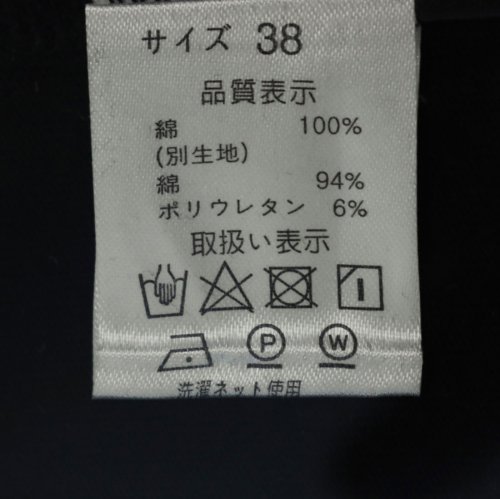 サイズ 38
品質表示
綿 100%
(別生地)
綿 94%
ポリウレタン 6%
取扱い表示
P W
洗濯ネット使用